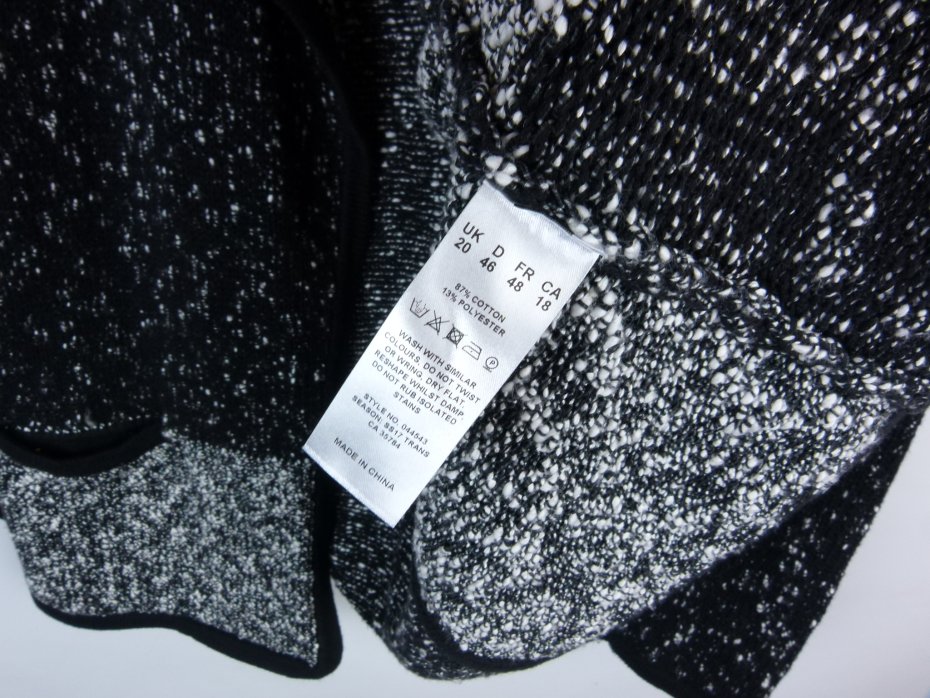 UK D FR CA
20 46 48 18
87% COTTON
13% POLYESTER
WASH WITH SIMILAR
COLOURS. DO NOT TWIST
OR WRING. DRY FLAT.
RESHAPE WHILST DAMP
DO NOT RUB ISOLATED
STAINS
STYLE NO. 044543
SEASON: SS17 TRANS
CA 35784
MADE IN CHINA